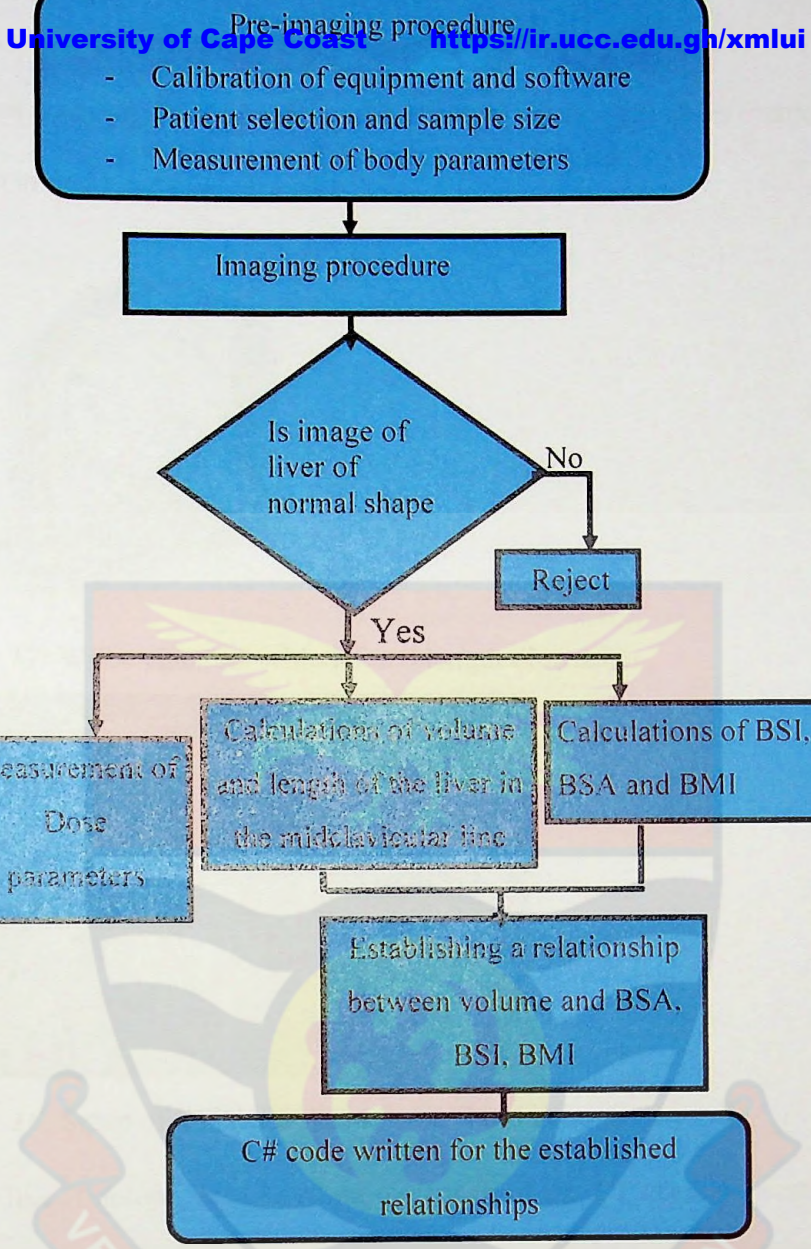 Pre-imaging procedure
University of Cape Coast https://ir.ucc.edu.gh/xmlui
- Calibration of equipment and software
- Patient selection and sample size
- Measurement of body parameters
Imaging procedure
Is image of
liver of
normal shape
No
Reject
Yes
easurement of
Dose
parameters
Calculations of volume
and length of the liver in
the midclavicular line
Calculations of BSI,
BSA and BMI
Establishing a relationship
between volume and BSA,
BSI, BMI
C# code written for the established
relationships